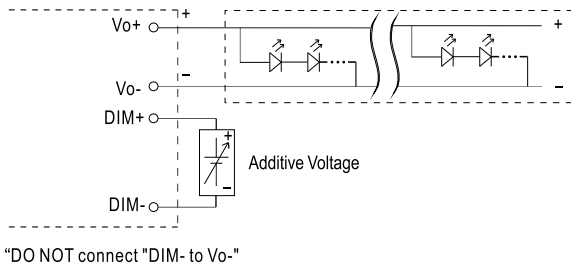 Vo+
+
+
–
Vo-
–
DIM+
+
Additive Voltage
–
DIM-
“DO NOT connect "DIM- to Vo-"